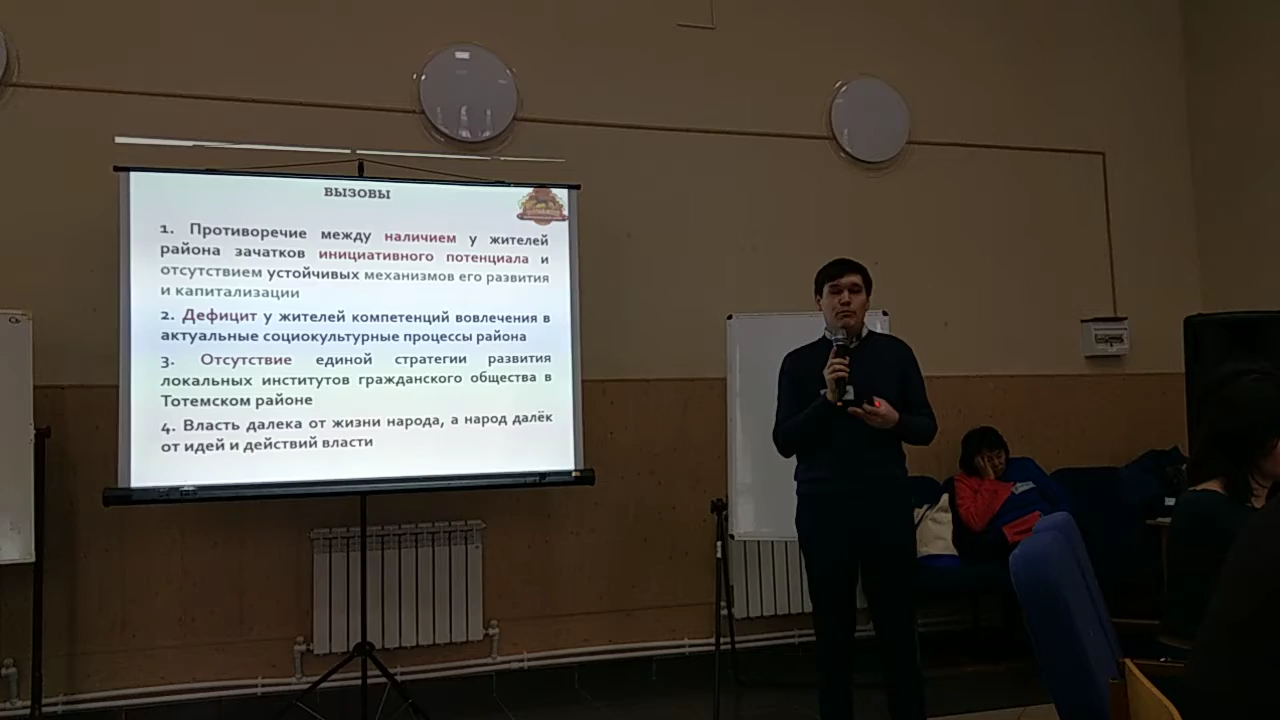 ВЫЗОВЫ
1. Противоречие между наличием у жителей
района зачатков инициативного потенциала и
отсутствием устойчивых механизмов его развития
и капитализации
2. Дефицит у жителей компетенций вовлечения в
актуальные социокультурные процессы района
3. Отсутствие единой стратегии развития
локальных институтов гражданского общества в
Тотемском районе
4. Власть далека от жизни народа, а народ далёк
от идей и действий власти